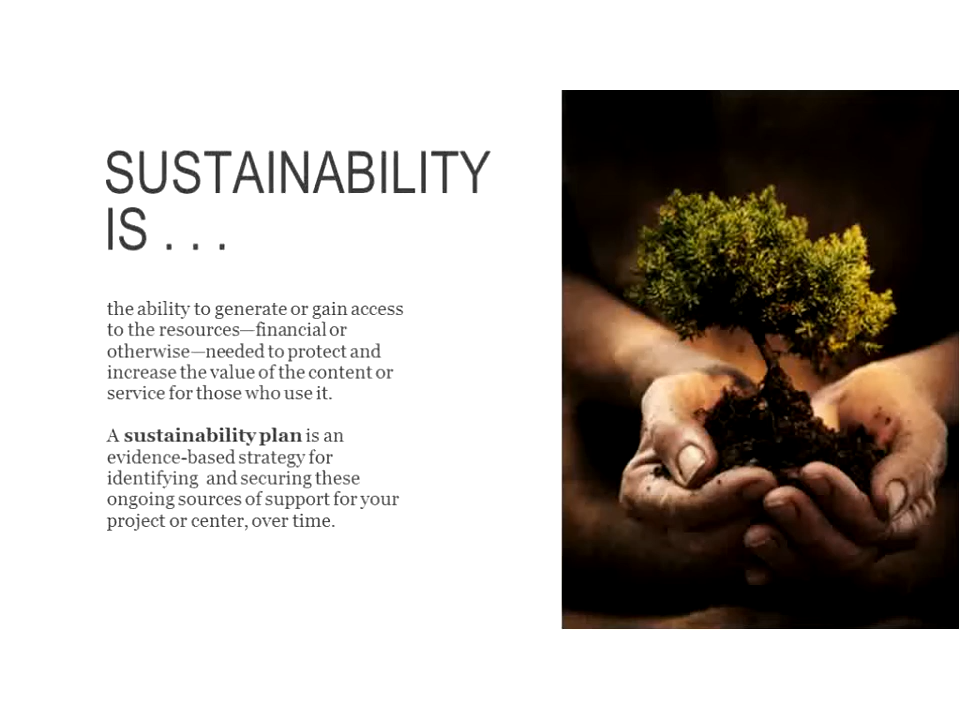 SUSTAINABILITY
IS . . .
the ability to generate or gain access
to the resources—financial or
otherwise—needed to protect and
increase the value of the content or
service for those who use it.
A sustainability plan is an
evidence-based strategy for
identifying  and securing these
ongoing sources of support for your
project or center, over time.